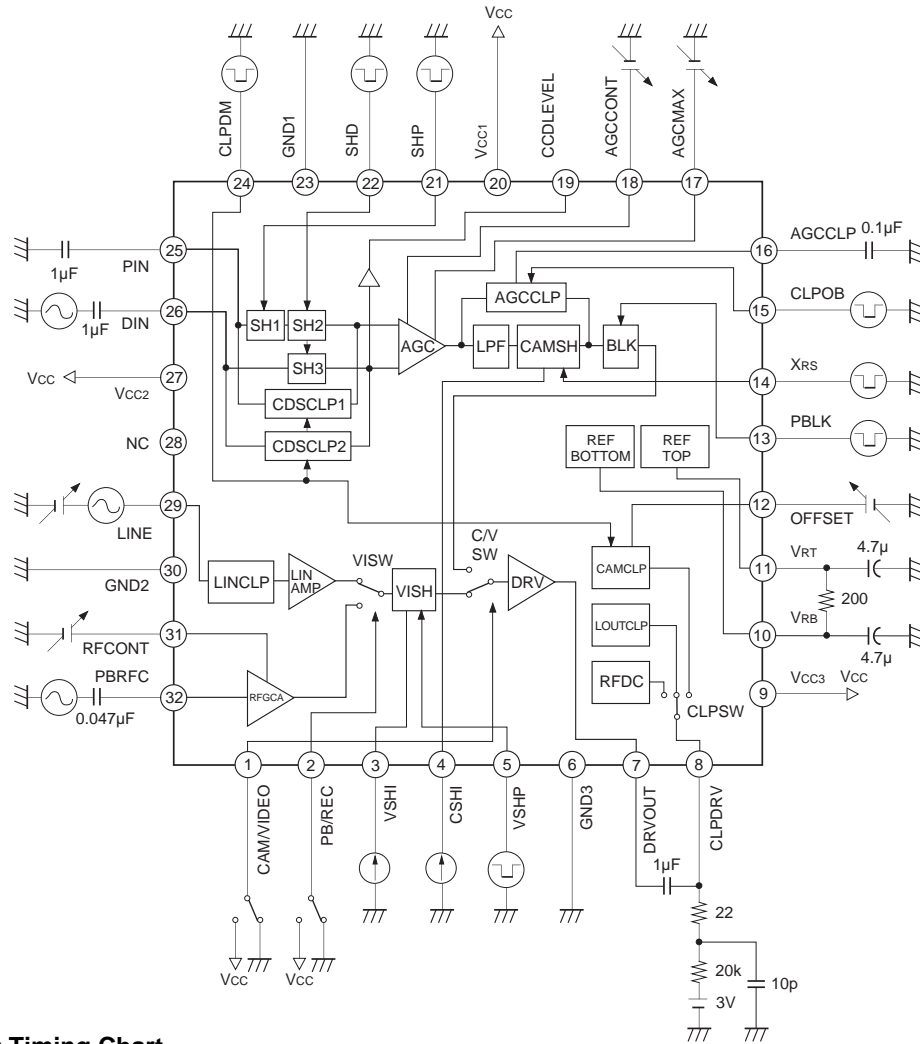 VCC
CLPDM
GND1
SHD
SHP
VCC1
CCDLEVEL
AGCCONT
AGCMAX
24
23
22
21
20
19
18
17
25
PIN
1µF
26
DIN
1µF
VCC
27
VCC2
NC
28
29
LINE
30
GND2
31
RFCONT
PBRFC
32
0.047µF
SH1
SH2
SH3
CDSCLP1
CDSCLP2
AGC
AGCCLP
LPF
CAMSH
BLK
REF
BOTTOM
REF
TOP
LINCLP
LIN
AMP
VISW
VISH
C/V
SW
DRV
RFGCA
CAMCLP
LOUTCLP
RFDC
CLPSW
16
AGCCLP
0.1µF
15
CLPOB
14
XRS
13
PBLK
12
OFFSET
11
VRT
4.7µ
200
10
VRB
4.7µ
9
VCC3
VCC
1
2
3
4
5
6
7
8
CAM/VIDEO
PB/REC
VSHI
CSHI
VSHP
GND3
DRVOUT
CLPDRV
1µF
22
20k
10p
3V
VCC
VCC
Timing Chart